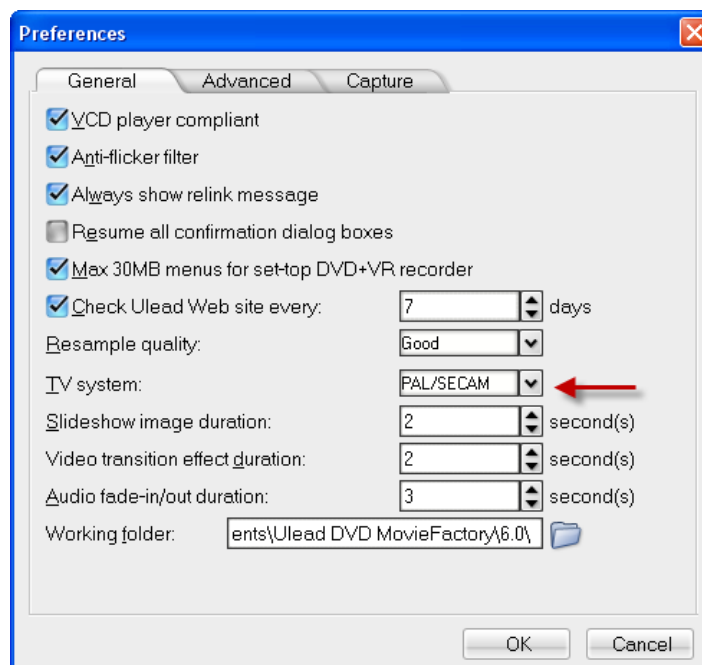 Preferences
General Advanced Capture
VCD player compliant
Anti-flicker filter
Always show relink message
Resume all confirmation dialog boxes
Max 30MB menus for set-top DVD+VR recorder
Check Ulead Web site every: 7 days
Resample quality: Good
TV system: PAL/SECAM
Slideshow image duration: 2 second(s)
Video transition effect duration: 2 second(s)
Audio fade-in/out duration: 3 second(s)
Working folder: ents\Ulead DVD MovieFactory\6.0\
OK Cancel